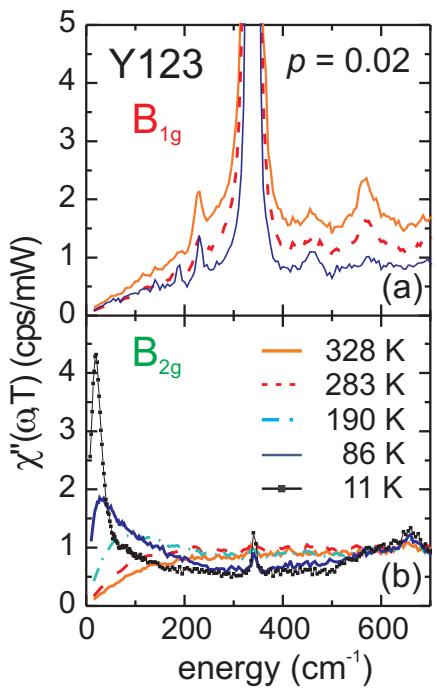 5
Y123
p = 0.02
4
B1g
3
2
1
(a)
0
χ''(ω,T) (cps/mW)
B2g
4
328 K
283 K
3
190 K
86 K
2
11 K
1
(b)
0
0 200 400 600
energy (cm-1)